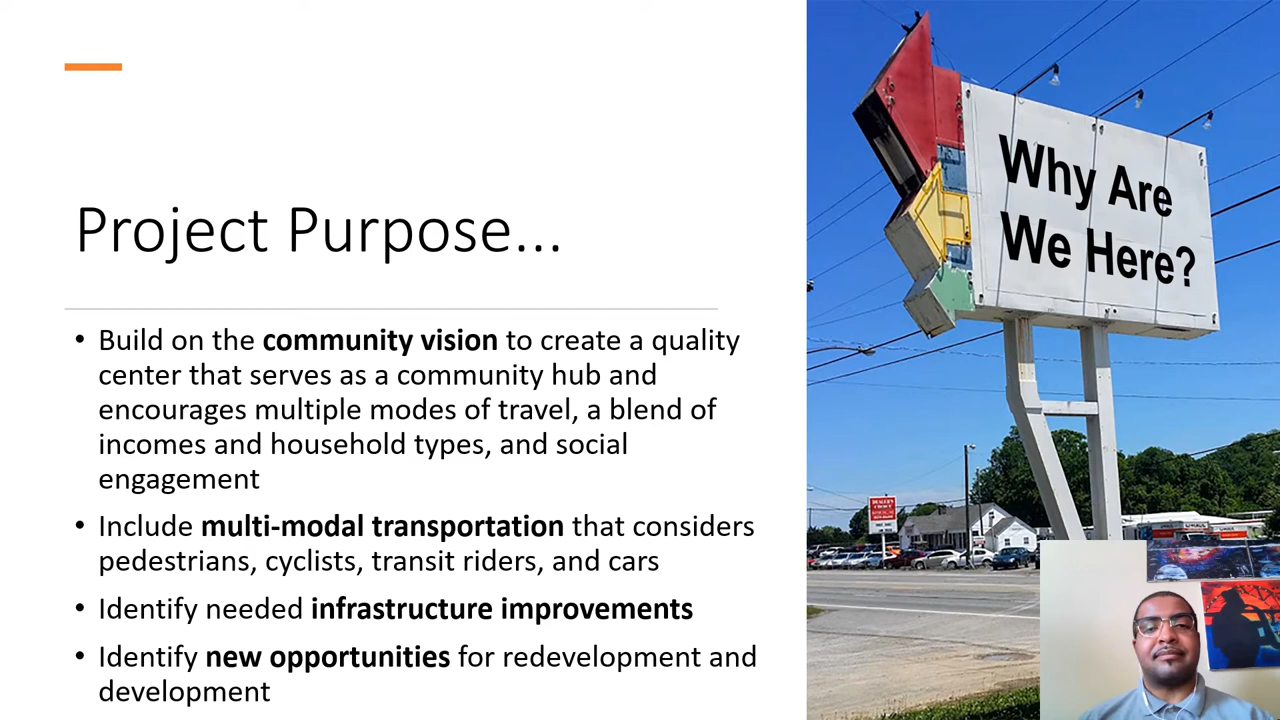 Project Purpose...
• Build on the community vision to create a quality
center that serves as a community hub and
encourages multiple modes of travel, a blend of
incomes and household types, and social
engagement
• Include multi-modal transportation that considers
pedestrians, cyclists, transit riders, and cars
• Identify needed infrastructure improvements
• Identify new opportunities for redevelopment and
development
Why Are
We Here?
DEALER'S
CHOICE